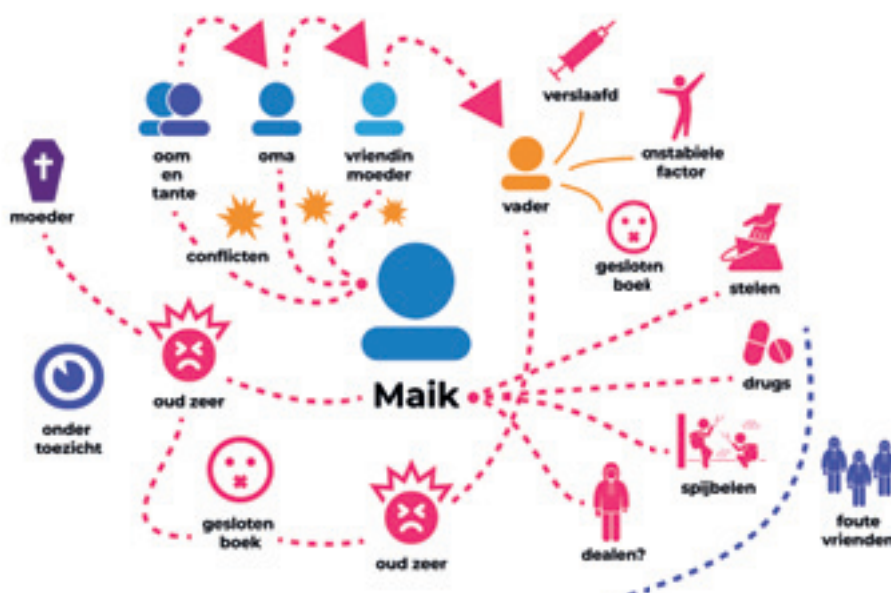 verslaafd
oom
en
tante
oma
vriendin
moeder
onstabiele
factor
moeder
vader
conflicten
gesloten
boek
stelen
Maik
drugs
oud zeer
onder
toezicht
spijbelen
gesloten
boek
dealen?
foute
vrienden
oud zeer